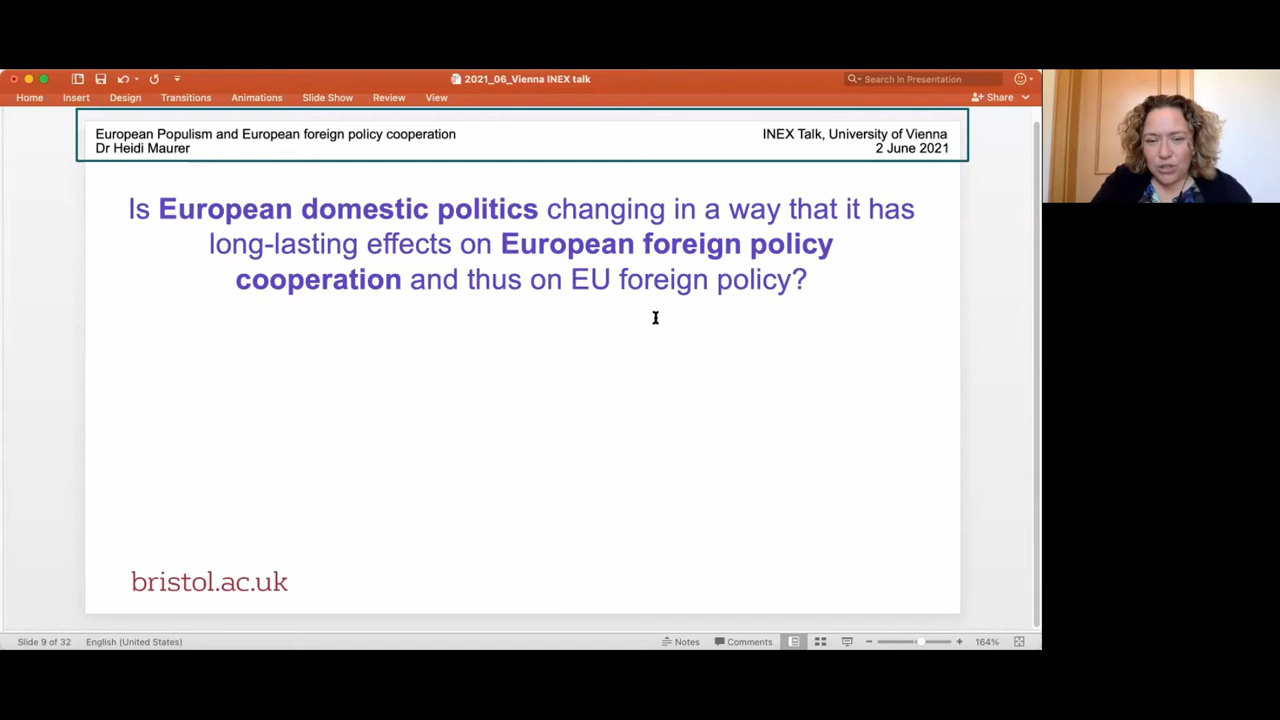 2021_06_Vienna INEX talk
Search in Presentation
Home Insert Design Transitions Animations Slide Show Review View Share
European Populism and European foreign policy cooperation INEX Talk, University of Vienna
Dr Heidi Maurer 2 June 2021
Is European domestic politics changing in a way that it has
long-lasting effects on European foreign policy
cooperation and thus on EU foreign policy?
bristol.ac.uk
Slide 9 of 32 English (United States) Notes Comments 164%